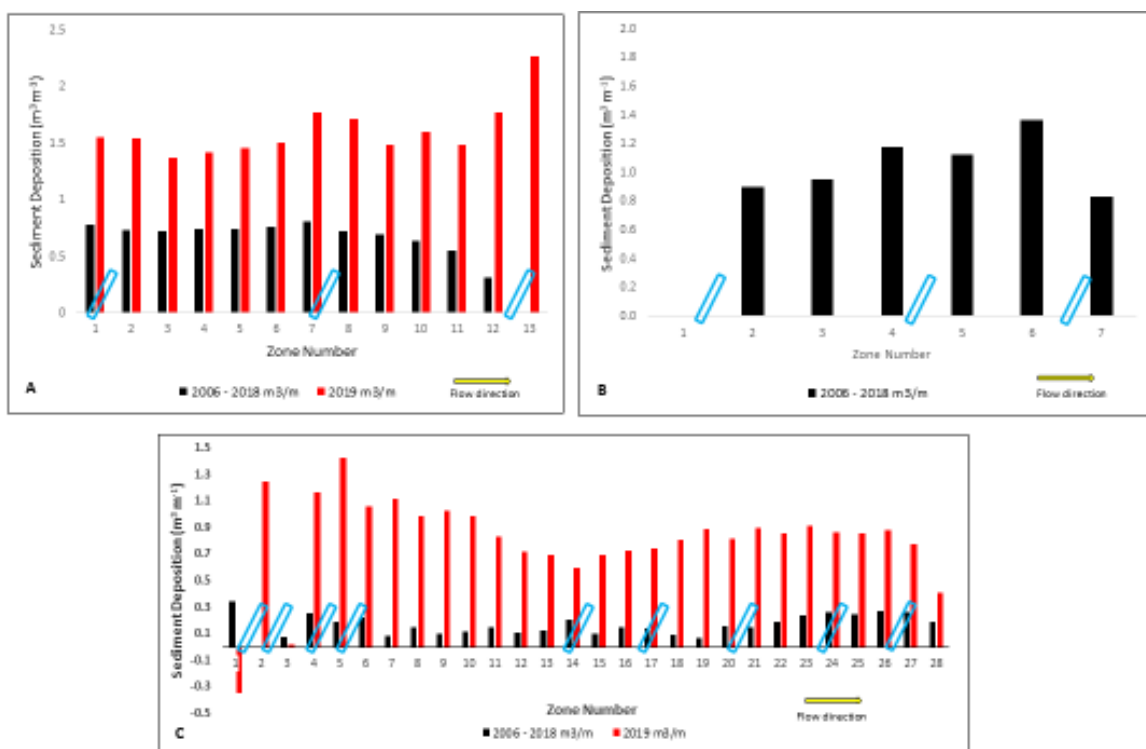 2.5
2
1.5
1
0.5
0
Sediment Deposition (m³ m⁻¹)
1 2 3 4 5 6 7 8 9 10 11 12 13
Zone Number
A
2006 - 2018 m3/m 2019 m3/m
Flow direction
2.0
1.8
1.6
1.4
1.2
1.0
0.8
0.6
0.4
0.2
0.0
Sediment Deposition (m³ m⁻¹)
1 2 3 4 5 6 7
Zone Number
B
2006 - 2018 m3/m
Flow direction
1.5
1.3
1.1
0.9
0.7
0.5
0.3
0.1
-0.1
-0.3
-0.5
Sediment Deposition (m³ m⁻¹)
1 2 3 4 5 6 7 8 9 10 11 12 13 14 15 16 17 18 19 20 21 22 23 24 25 26 27 28
Zone Number
Flow direction
C
2006 - 2018 m3/m 2019 m3/m